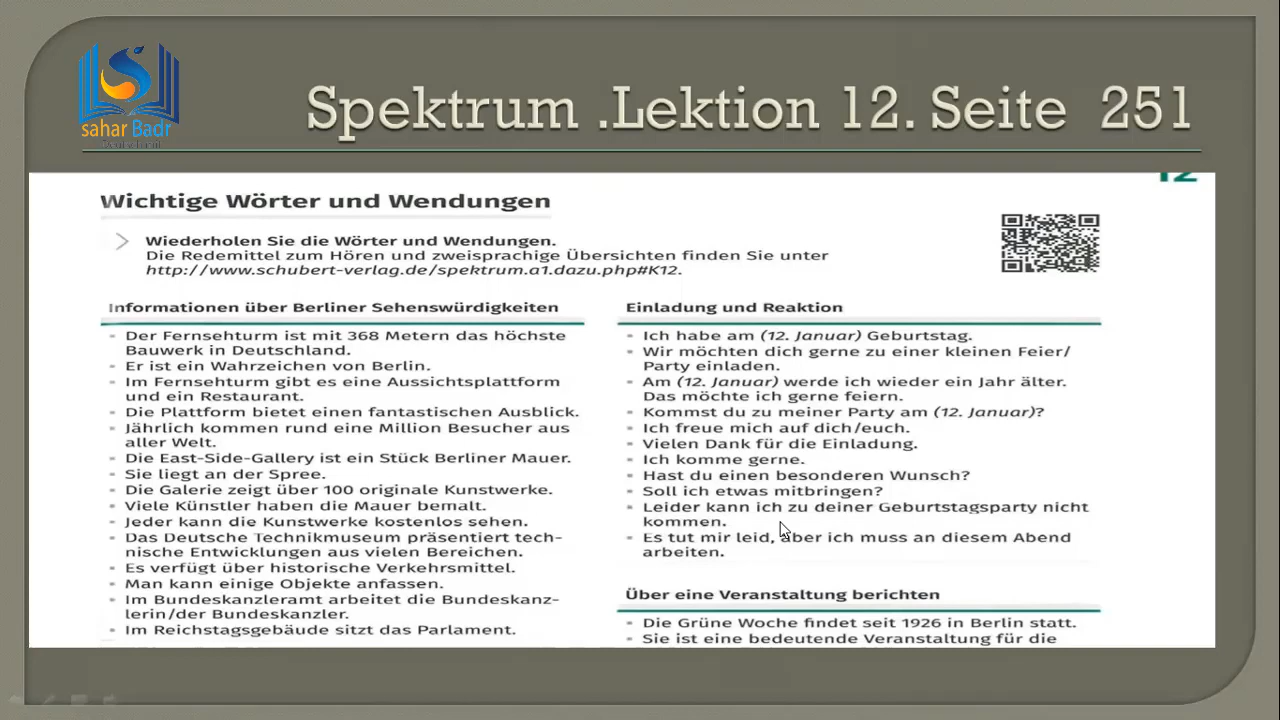 sahar Badr
Deutschmit
Spektrum .Lektion 12. Seite 251
12
Wichtige Wörter und Wendungen
Wiederholen Sie die Wörter und Wendungen.
Die Redemittel zum Hören und zweisprachige Übersichten finden Sie unter
http://www.schubert-verlag.de/spektrum.a1.dazu.php#K12.
Informationen über Berliner Sehenswürdigkeiten
Der Fernsehturm ist mit 368 Metern das höchste
Bauwerk in Deutschland.
Er ist ein Wahrzeichen von Berlin.
Im Fernsehturm gibt es eine Aussichtsplattform
und ein Restaurant.
Die Plattform bietet einen fantastischen Ausblick.
Jährlich kommen rund eine Million Besucher aus
aller Welt.
Die East-Side-Gallery ist ein Stück Berliner Mauer.
Sie liegt an der Spree.
Die Galerie zeigt über 100 originale Kunstwerke.
Viele Künstler haben die Mauer bemalt.
Jeder kann die Kunstwerke kostenlos sehen.
Das Deutsche Technikmuseum präsentiert tech-
nische Entwicklungen aus vielen Bereichen.
Es verfügt über historische Verkehrsmittel.
Man kann einige Objekte anfassen.
Im Bundeskanzleramt arbeitet die Bundeskanz-
lerin/der Bundeskanzler.
Im Reichstagsgebäude sitzt das Parlament.
Einladung und Reaktion
Ich habe am (12. Januar) Geburtstag.
Wir möchten dich gerne zu einer kleinen Feier/
Party einladen.
Am (12. Januar) werde ich wieder ein Jahr älter.
Das möchte ich gerne feiern.
Kommst du zu meiner Party am (12. Januar)?
Ich freue mich auf dich/euch.
Vielen Dank für die Einladung.
Ich komme gerne.
Hast du einen besonderen Wunsch?
Soll ich etwas mitbringen?
Leider kann ich zu deiner Geburtstagsparty nicht
kommen.
Es tut mir leid, aber ich muss an diesem Abend
arbeiten.
Über eine Veranstaltung berichten
Die Grüne Woche findet seit 1926 in Berlin statt.
Sie ist eine bedeutende Veranstaltung für die